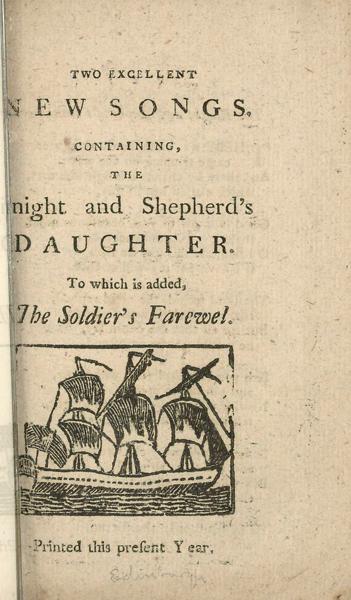 TWO EXCELLENT
NEW SONGS,
CONTAINING,
THE
night and Shepherd's
DAUGHTER.
To which is added,
The Soldier's Farewel.
Printed this preſent Year.